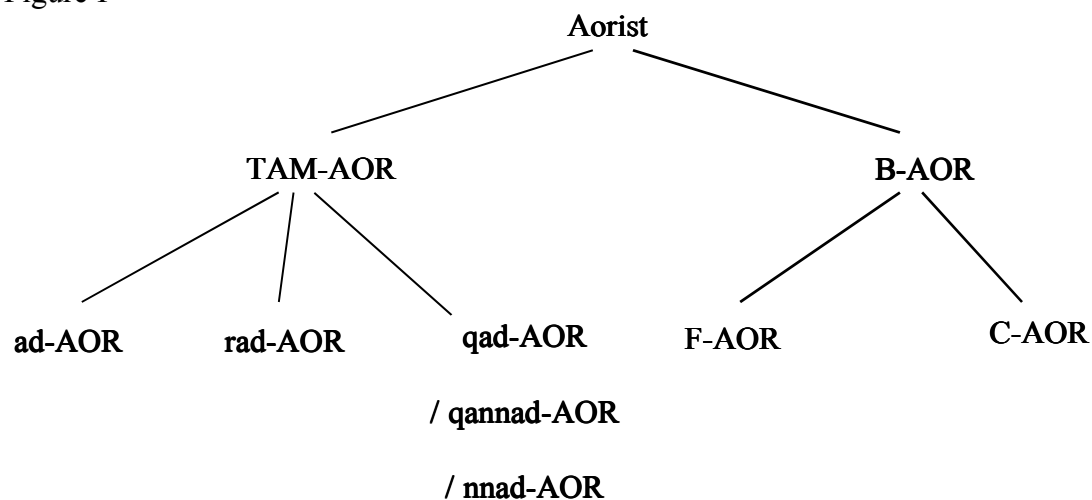 Figure 1
Aorist
TAM-AOR B-AOR
ad-AOR rad-AOR qad-AOR F-AOR C-AOR
/ qannad-AOR
/ nnad-AOR